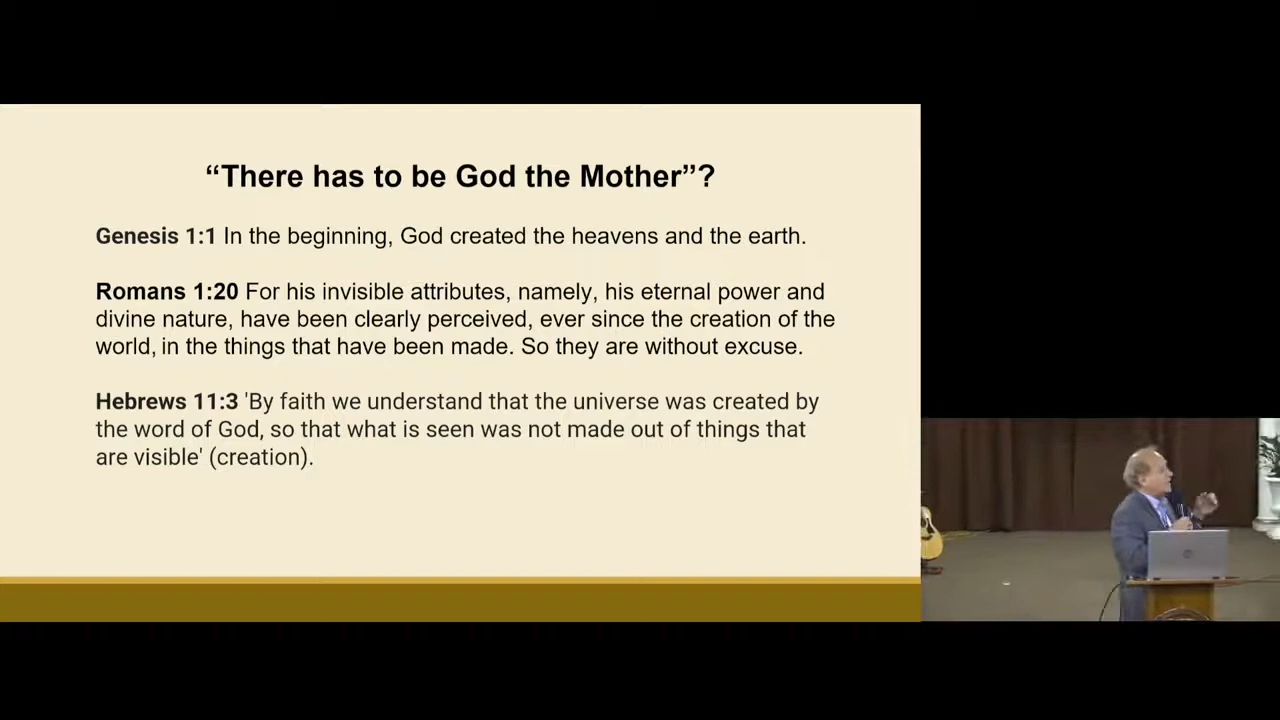 “There has to be God the Mother”?
Genesis 1:1 In the beginning, God created the heavens and the earth.
Romans 1:20 For his invisible attributes, namely, his eternal power and
divine nature, have been clearly perceived, ever since the creation of the
world, in the things that have been made. So they are without excuse.
Hebrews 11:3 'By faith we understand that the universe was created by
the word of God, so that what is seen was not made out of things that
are visible' (creation).